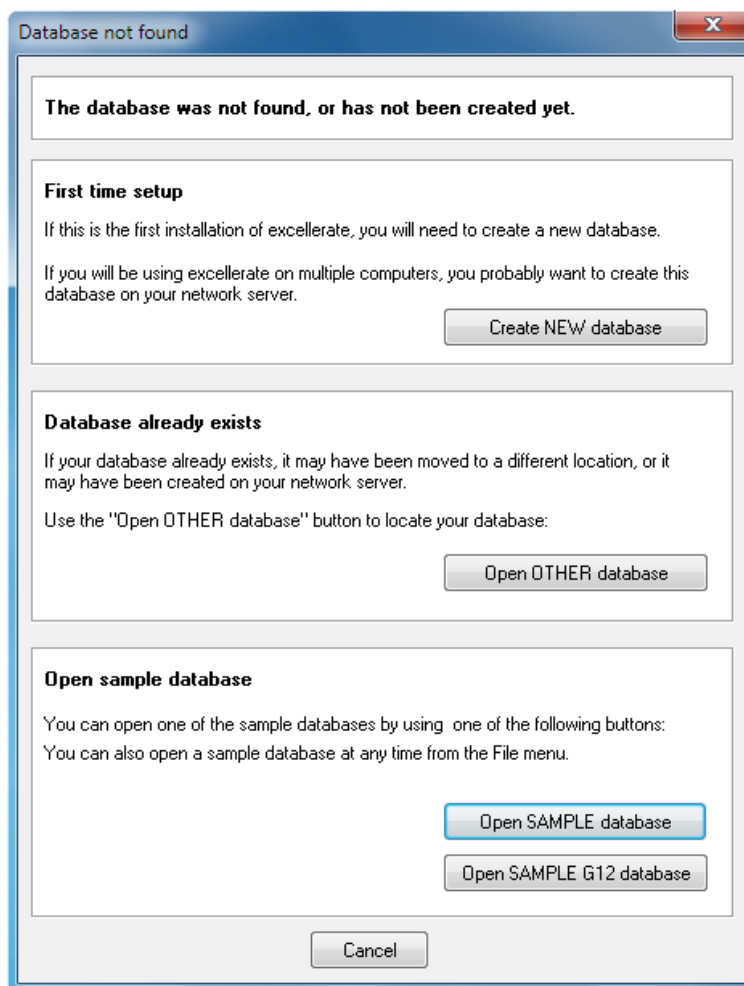 Database not found
The database was not found, or has not been created yet.
First time setup
If this is the first installation of excellerate, you will need to create a new database.
If you will be using excellerate on multiple computers, you probably want to create this
database on your network server.
Create NEW database
Database already exists
If your database already exists, it may have been moved to a different location, or it
may have been created on your network server.
Use the "Open OTHER database" button to locate your database:
Open OTHER database
Open sample database
You can open one of the sample databases by using  one of the following buttons:
You can also open a sample database at any time from the File menu.
Open SAMPLE database
Open SAMPLE G12 database
Cancel